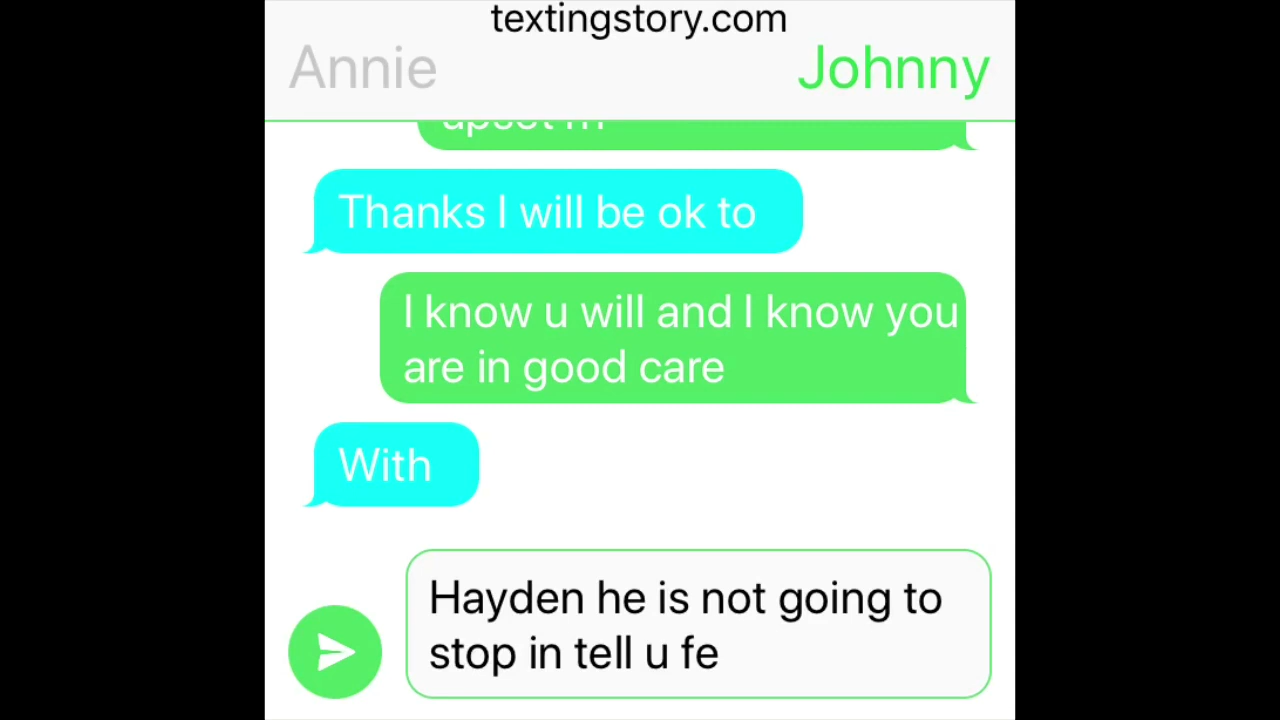 textingstory.com
Annie
Johnny
Thanks I will be ok to
I know u will and I know you
are in good care
With
Hayden he is not going to
stop in tell u fe